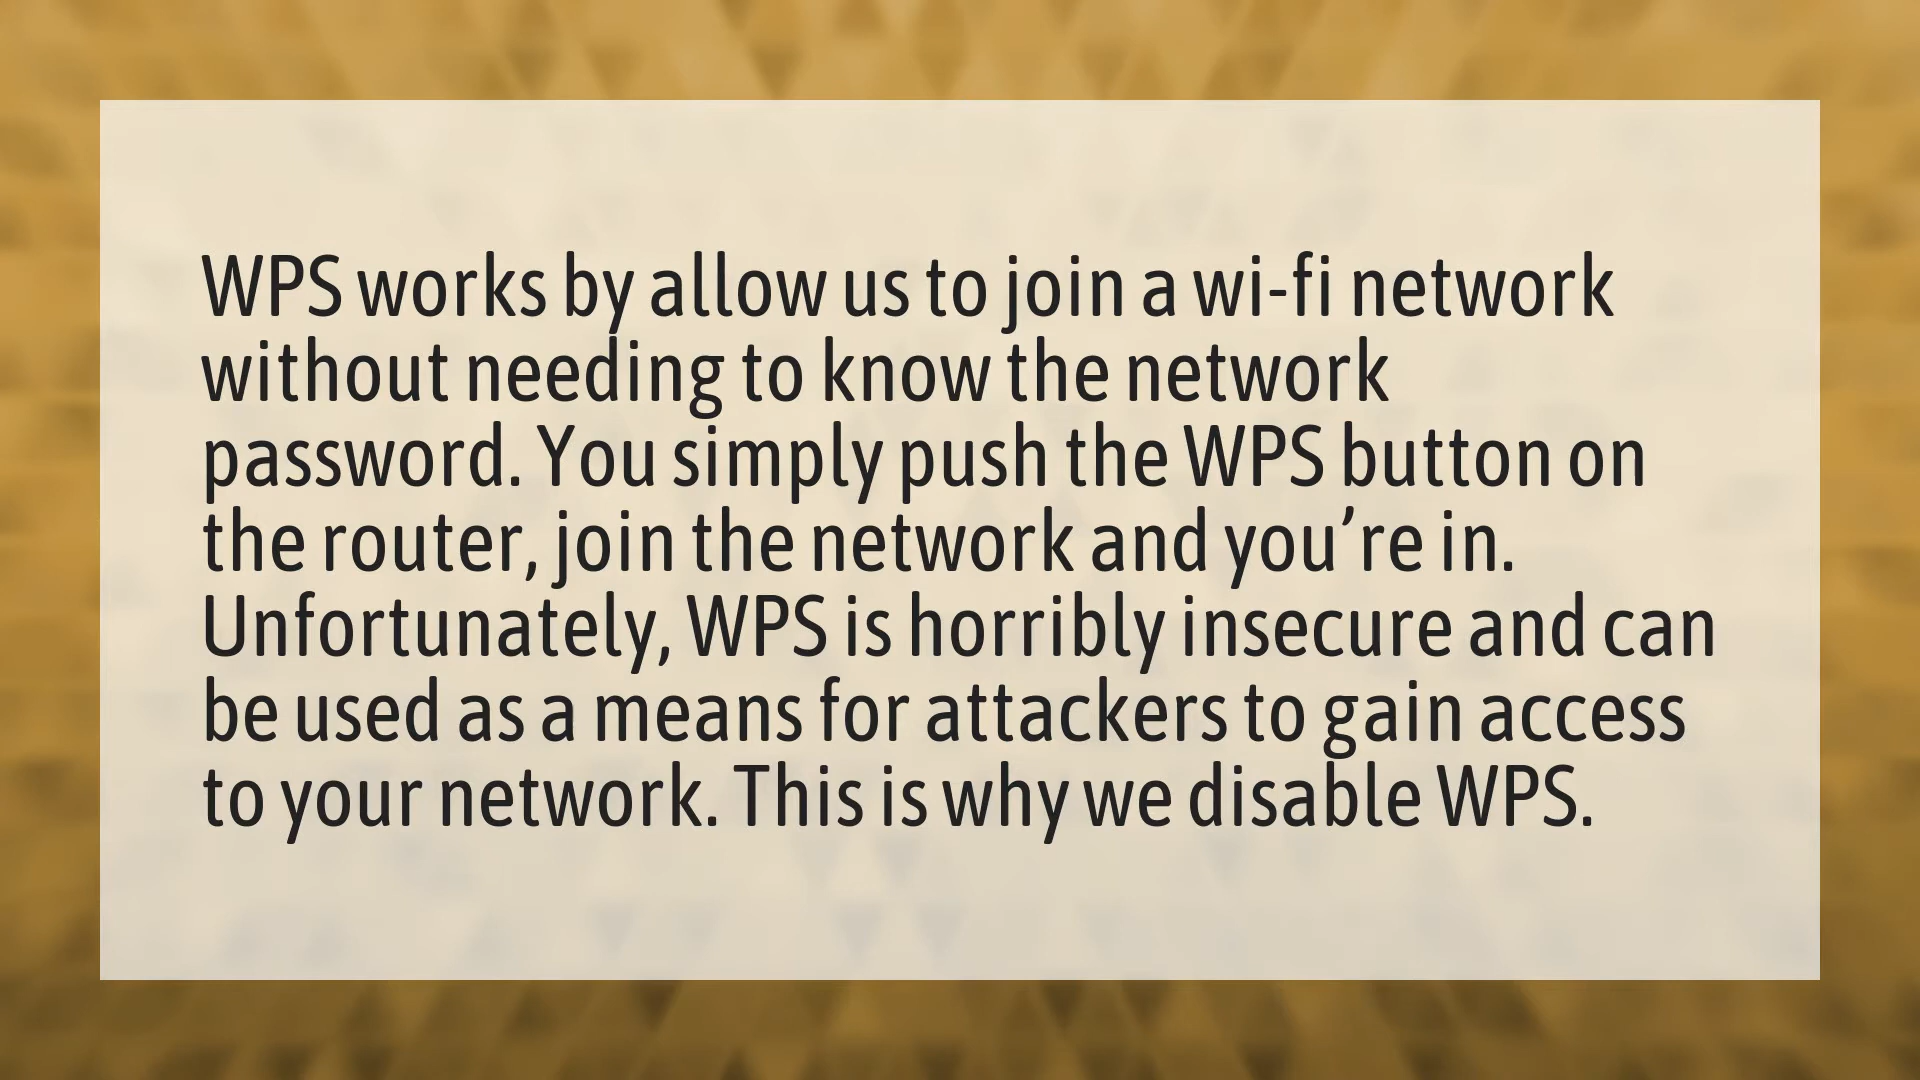 WPS works by allow us to join a wi-fi network
without needing to know the network
password. You simply push the WPS button on
the router, join the network and you’re in.
Unfortunately, WPS is horribly insecure and can
be used as a means for attackers to gain access
to your network. This is why we disable WPS.